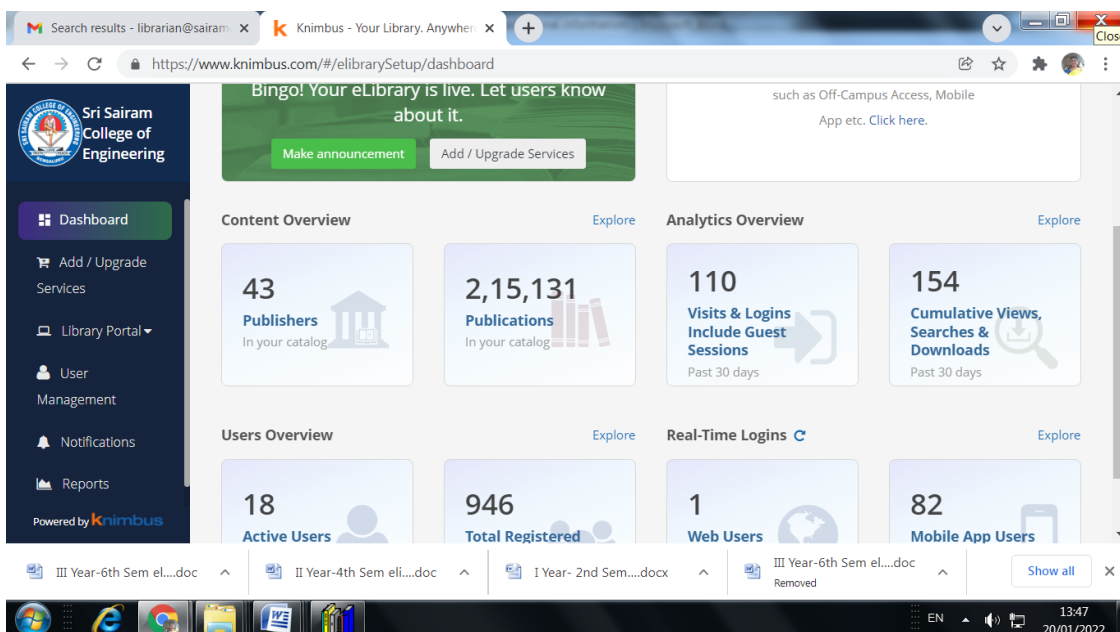 Search results - librarian@sairam
Knimbus - Your Library. Anywher
Clos
https://www.knimbus.com/#/elibrarySetup/dashboard
Sri Sairam
College of
Engineering
Bingo! Your eLibrary is live. Let users know
about it.
Make announcement
Add / Upgrade Services
such as Off-Campus Access, Mobile
App etc. Click here.
Dashboard
Add / Upgrade
Services
Library Portal
User
Management
Notifications
Reports
Powered by knimbus
Content Overview
Explore
43
Publishers
In your catalog
2,15,131
Publications
In your catalog
Analytics Overview
Explore
110
Visits & Logins
Include Guest
Sessions
Past 30 days
154
Cumulative Views,
Searches &
Downloads
Past 30 days
Users Overview
Explore
18
Active Users
946
Total Registered
Real-Time Logins
Explore
1
Web Users
82
Mobile App Users
III Year-6th Sem el....doc
II Year-4th Sem eli....doc
I Year- 2nd Sem....docx
III Year-6th Sem el....doc
Removed
Show all
EN
13:47
20/01/2022